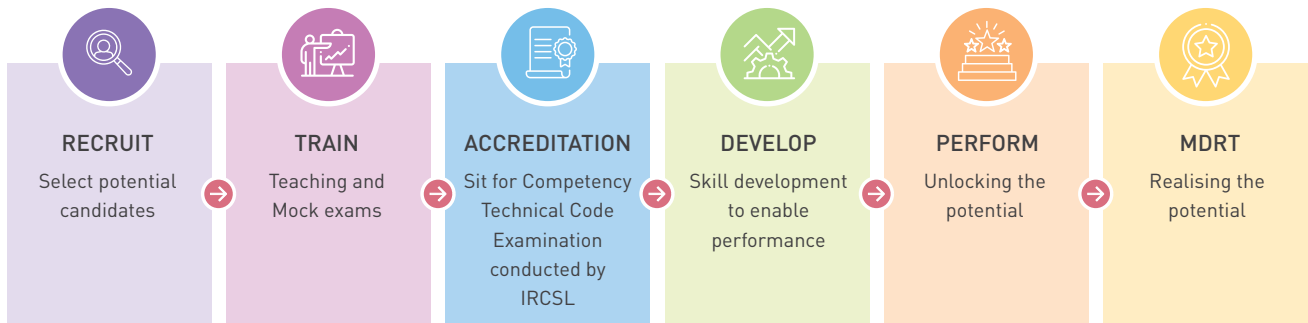 RECRUIT
Select potential
candidates
TRAIN
Teaching and
Mock exams
ACCREDITATION
Sit for Competency
Technical Code
Examination
conducted by
IRCSL
DEVELOP
Skill development
to enable
performance
PERFORM
Unlocking the
potential
MDRT
Realising the
potential